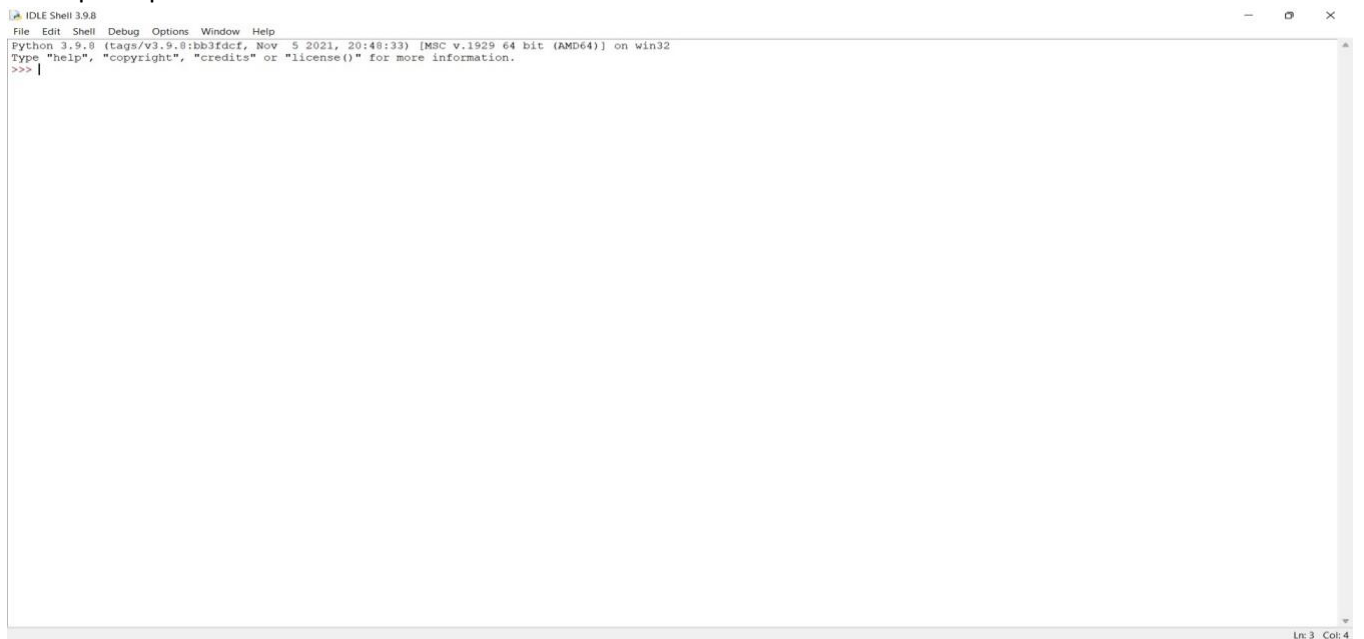 IDLE Shell 3.9.8
File Edit Shell Debug Options Window Help
Python 3.9.8 (tags/v3.9.8:bb3fdcf, Nov  5 2021, 20:48:33) [MSC v.1929 64 bit (AMD64)] on win32
Type "help", "copyright", "credits" or "license()" for more information.
>>>
Ln: 3 Col: 4